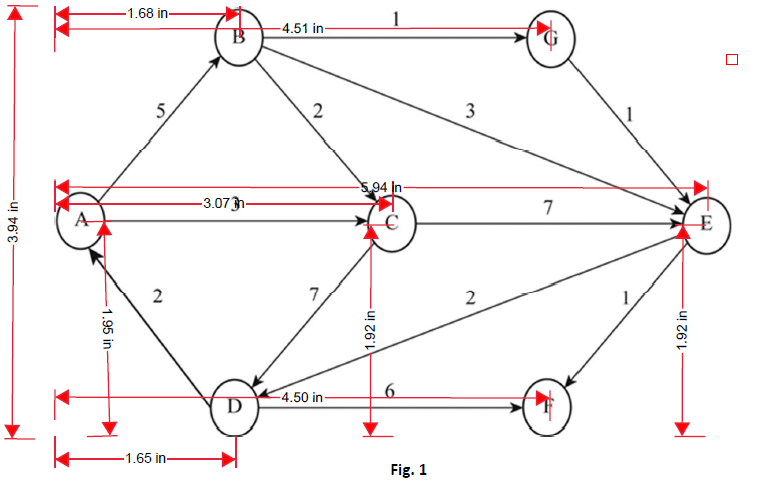 1.68 in
1
B
4.51 in
G
5
2
3
1
5.94 in
3.07 in
3
7
A
C
E
3.94 in
2
7
2
1
1.95 in
1.92 in
1.92 in
4.50 in
6
D
F
1.65 in
Fig. 1